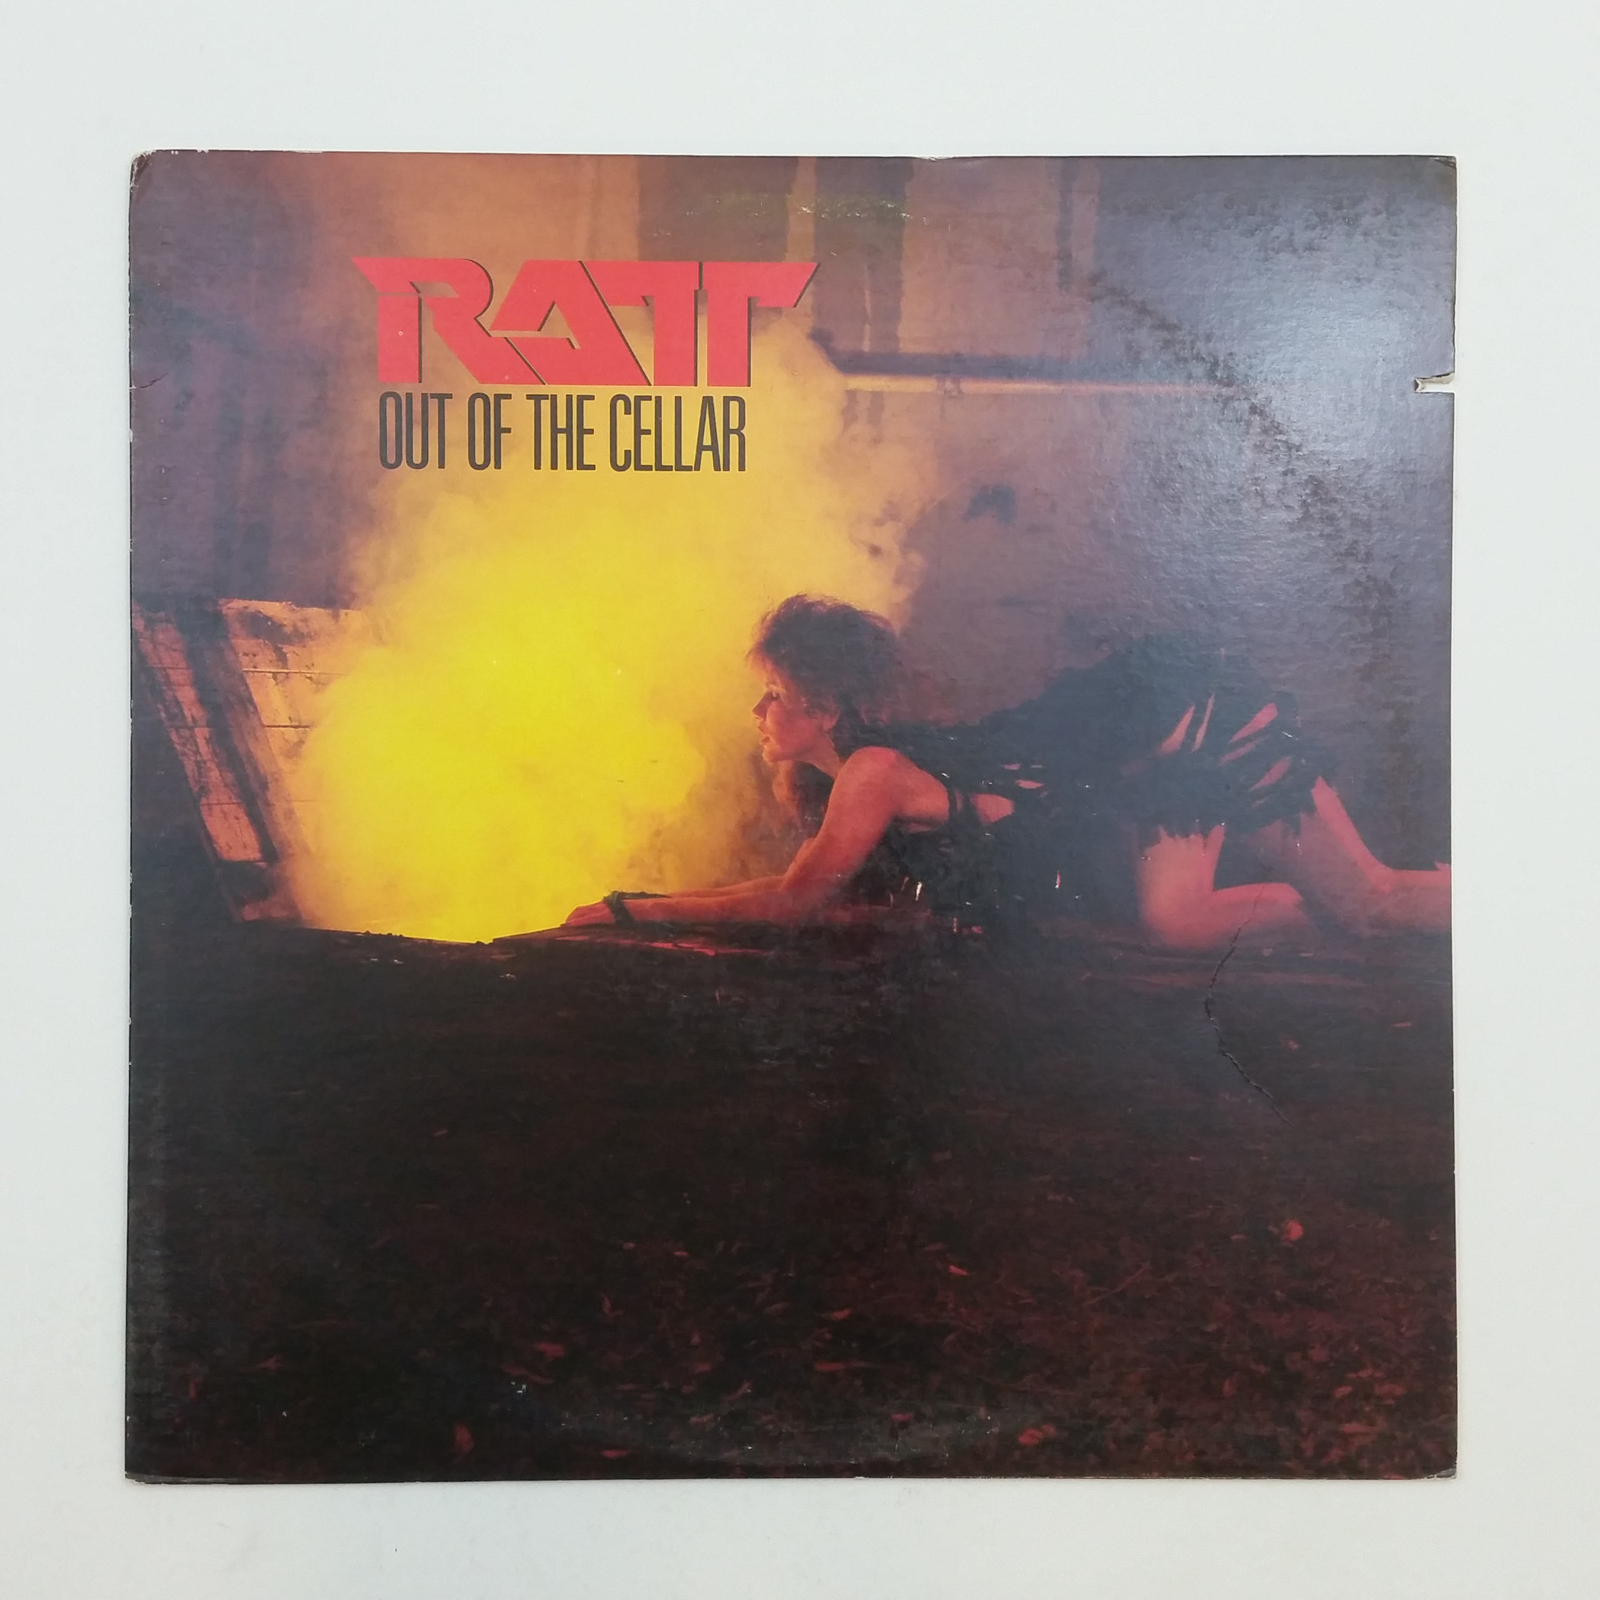 RATT
OUT OF THE CELLAR